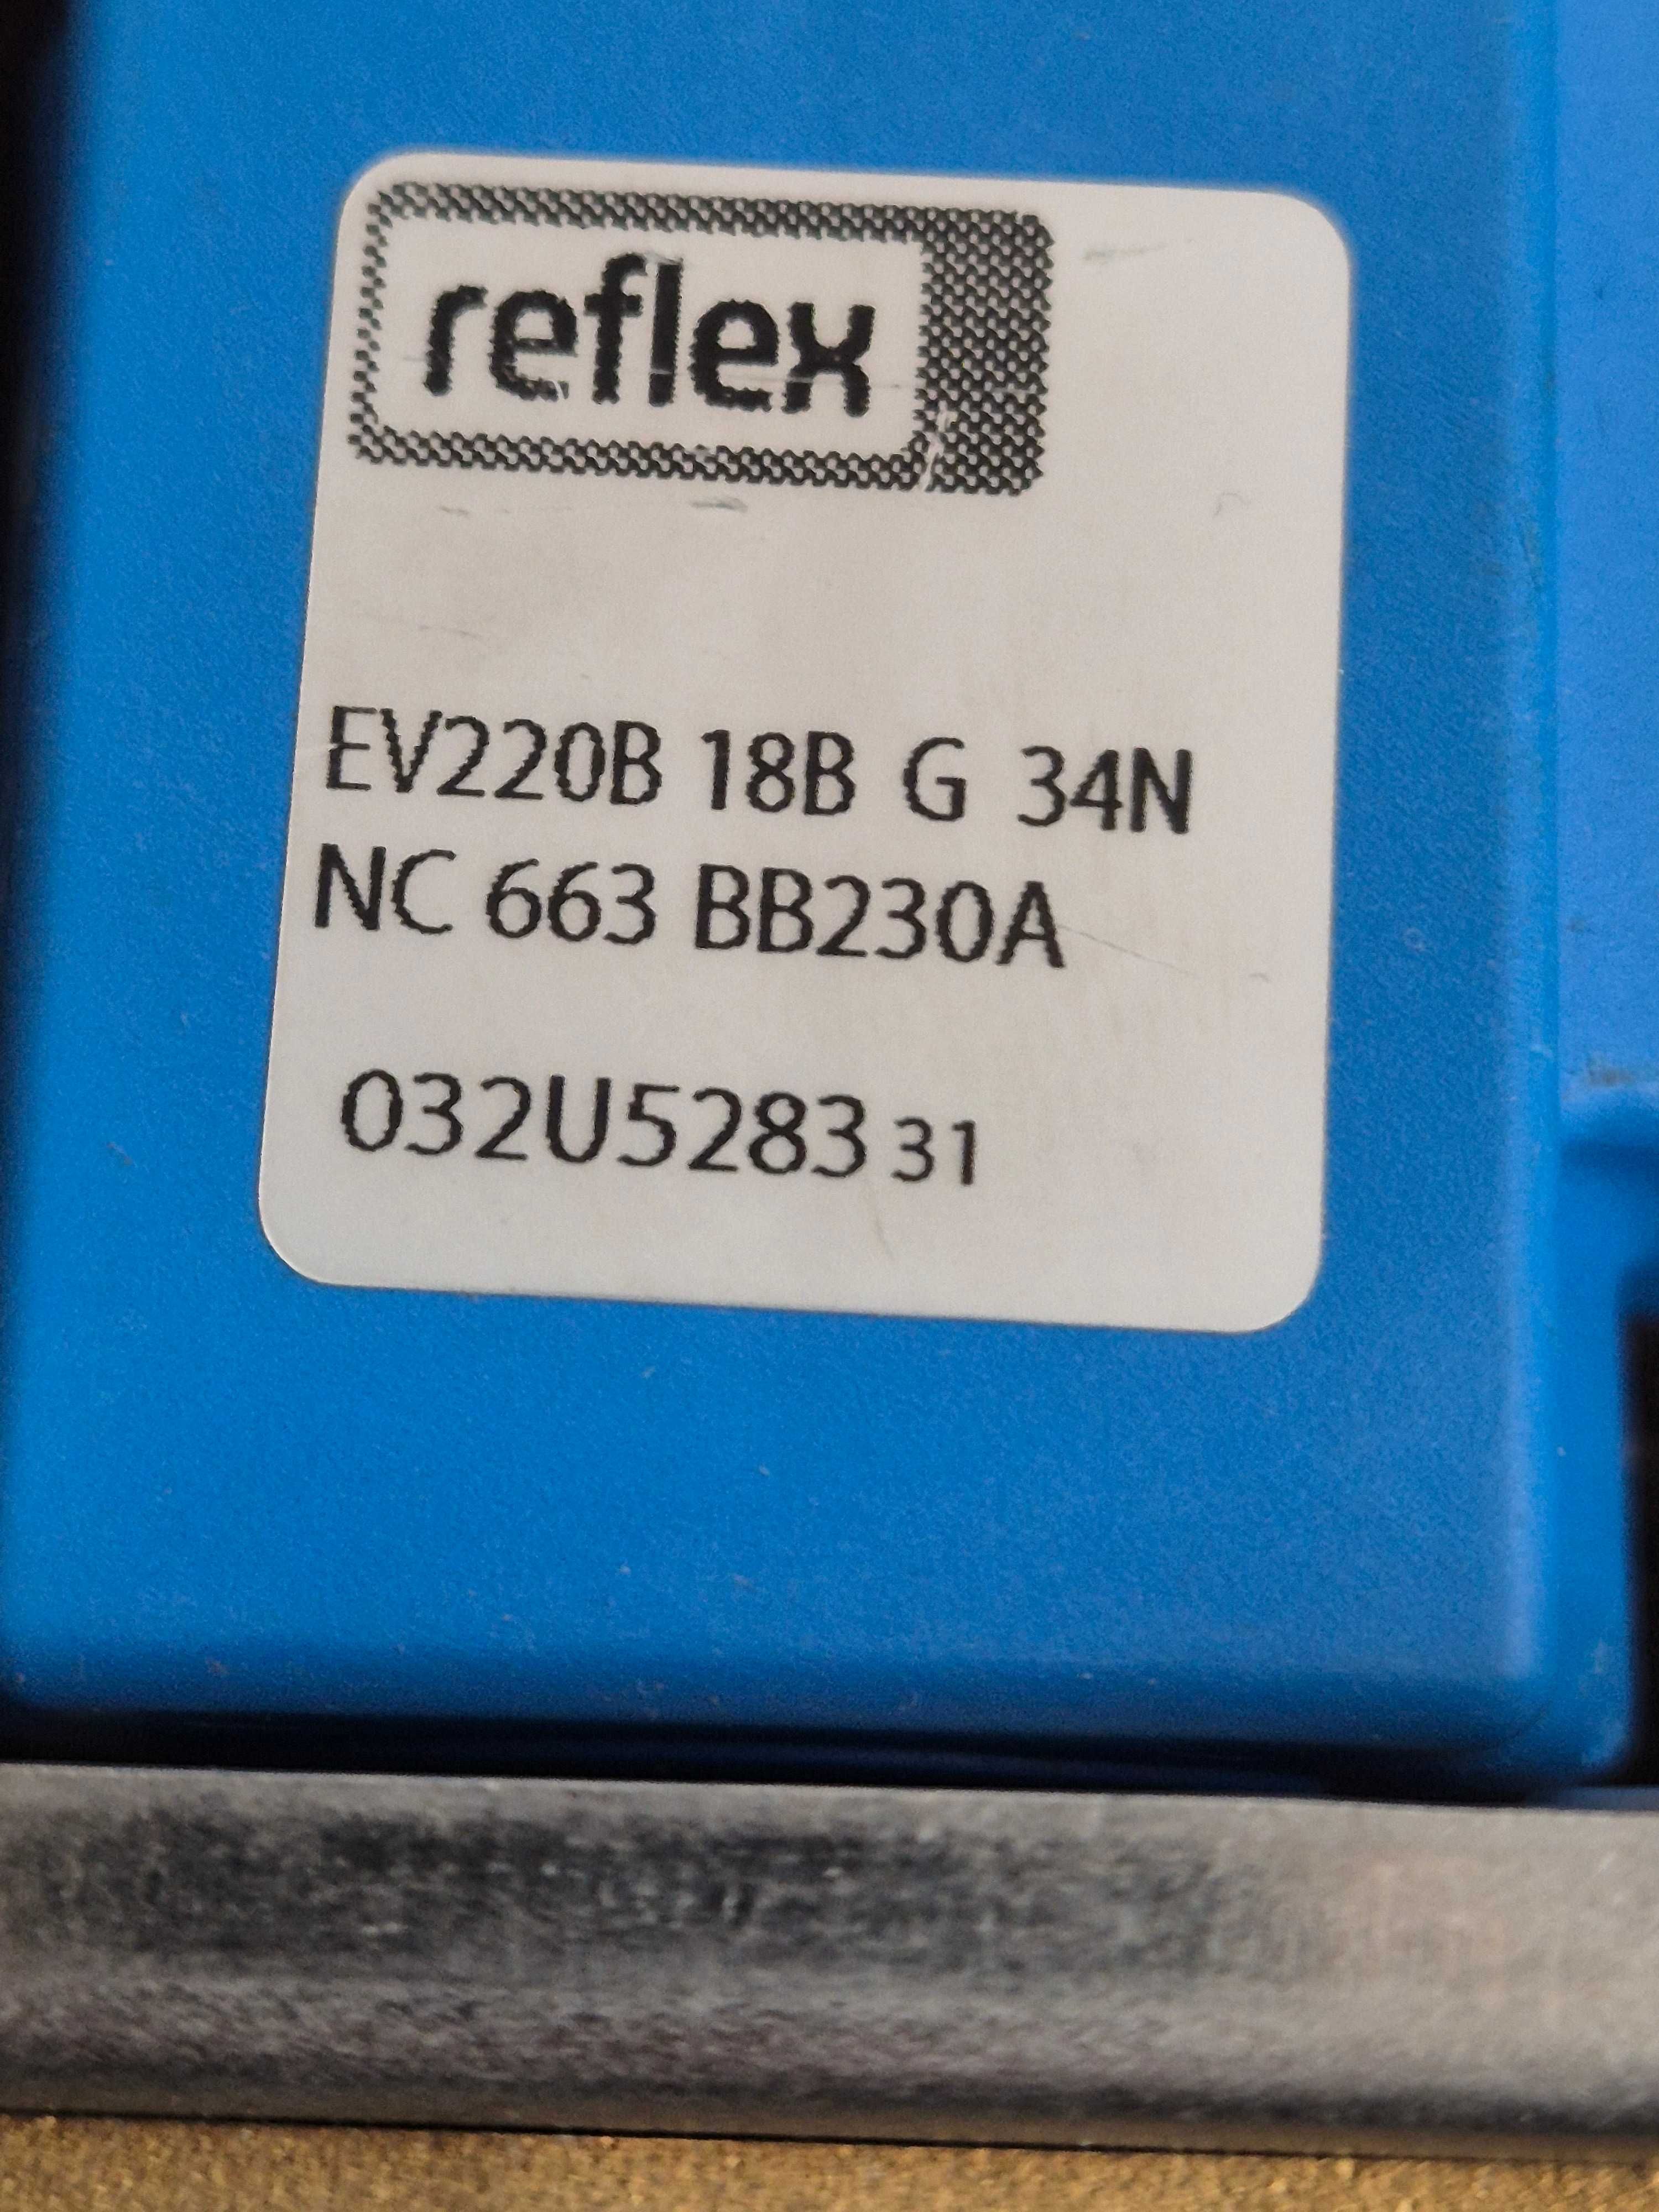 reflex
EV220B 18B G 34N
NC 663 BB230A
032U5283 31